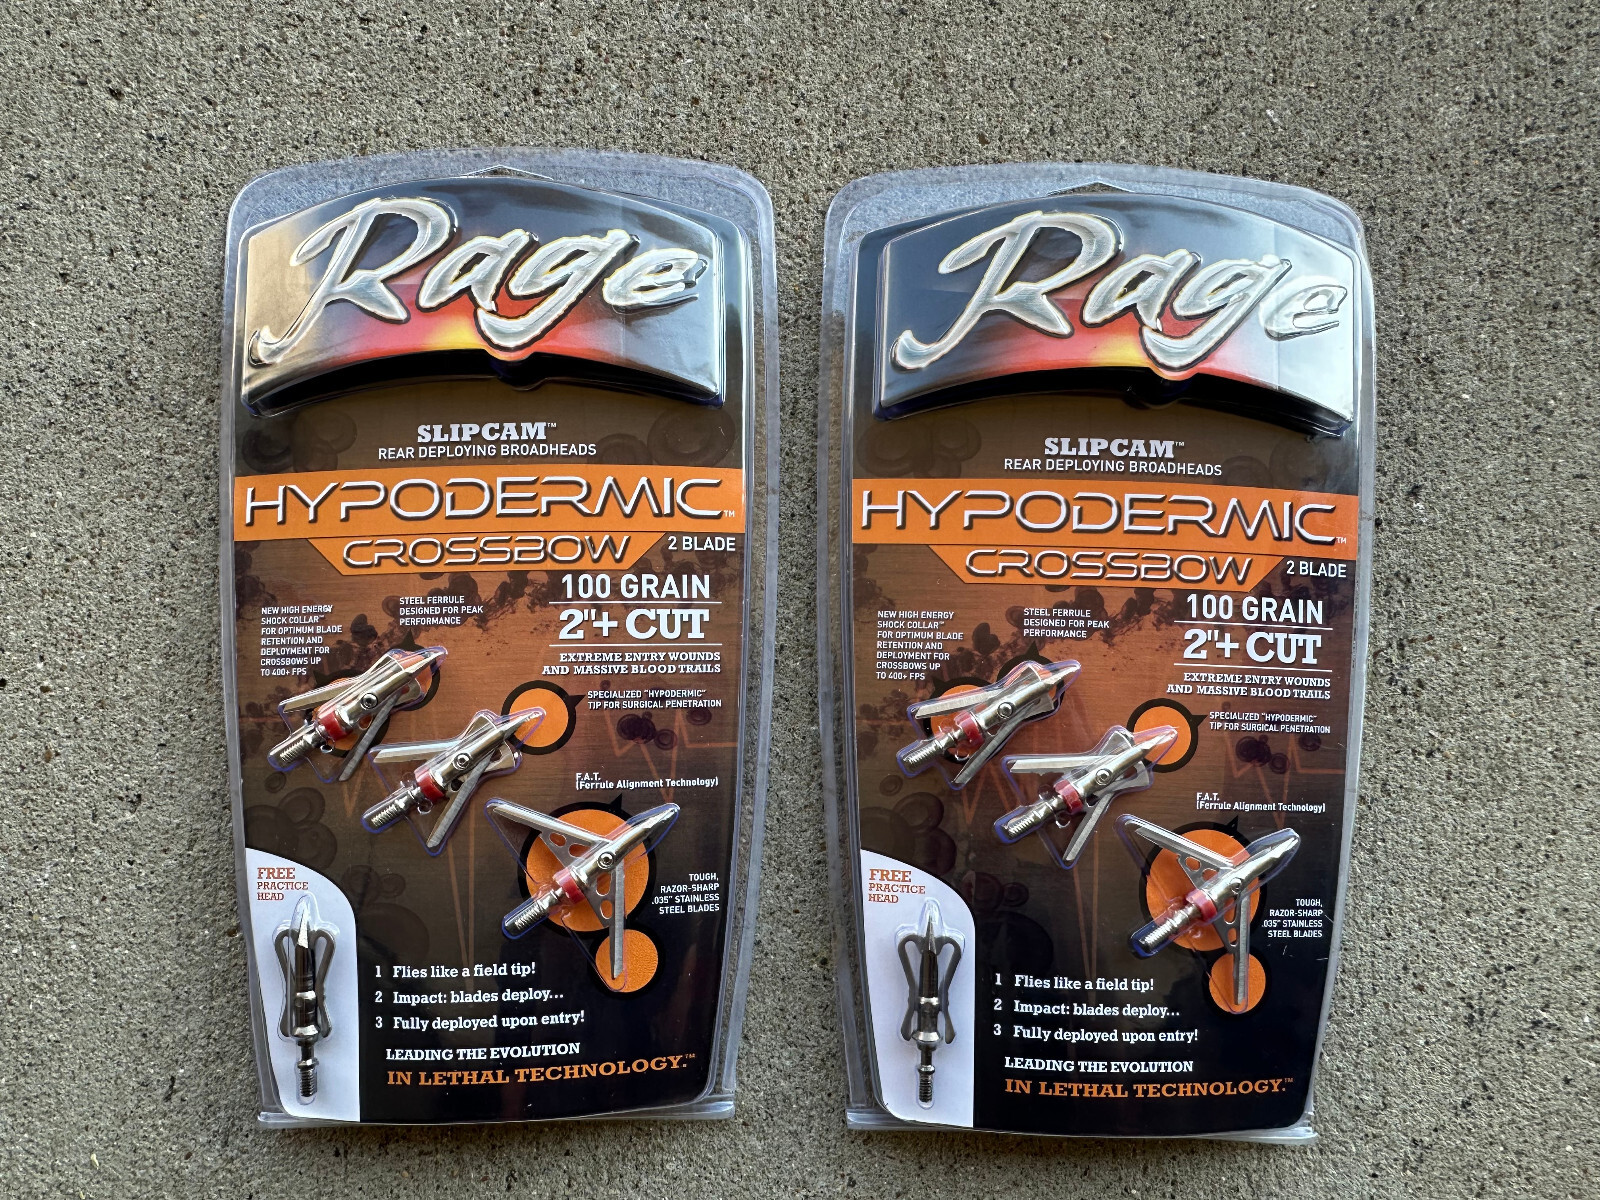 Rage
SLIPCAM™
REAR DEPLOYING BROADHEADS
HYPODERMIC™
CROSSBOW
2 BLADE
100 GRAIN
2"+ CUT
EXTREME ENTRY WOUNDS
AND MASSIVE BLOOD TRAILS
NEW HIGH ENERGY
SHOCK COLLAR™
FOR OPTIMUM BLADE
RETENTION AND
DEPLOYMENT FOR
CROSSBOWS UP
TO 400+ FPS
STEEL FERRULE
DESIGNED FOR PEAK
PERFORMANCE
SPECIALIZED "HYPODERMIC"
TIP FOR SURGICAL PENETRATION
F.A.T.
(Ferrule Alignment Technology)
TOUGH,
RAZOR-SHARP
.035" STAINLESS
STEEL BLADES
FREE
PRACTICE
HEAD
1 Flies like a field tip!
2 Impact: blades deploy...
3 Fully deployed upon entry!
LEADING THE EVOLUTION
IN LETHAL TECHNOLOGY.™
Rage
SLIPCAM™
REAR DEPLOYING BROADHEADS
HYPODERMIC™
CROSSBOW
2 BLADE
100 GRAIN
2"+ CUT
EXTREME ENTRY WOUNDS
AND MASSIVE BLOOD TRAILS
NEW HIGH ENERGY
SHOCK COLLAR™
FOR OPTIMUM BLADE
RETENTION AND
DEPLOYMENT FOR
CROSSBOWS UP
TO 400+ FPS
STEEL FERRULE
DESIGNED FOR PEAK
PERFORMANCE
SPECIALIZED "HYPODERMIC"
TIP FOR SURGICAL PENETRATION
F.A.T.
(Ferrule Alignment Technology)
TOUGH,
RAZOR-SHARP
.035" STAINLESS
STEEL BLADES
FREE
PRACTICE
HEAD
1 Flies like a field tip!
2 Impact: blades deploy...
3 Fully deployed upon entry!
LEADING THE EVOLUTION
IN LETHAL TECHNOLOGY.™